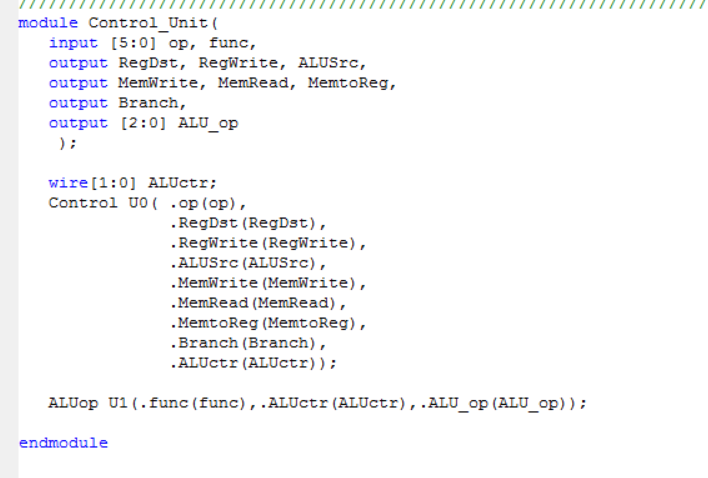 //////////////////////////////////////////////////////////////////////
module Control_Unit(
input [5:0] op, func,
output RegDst, RegWrite, ALUSrc,
output MemWrite, MemRead, MemtoReg,
output Branch,
output [2:0] ALU_op
);
wire[1:0] ALUctr;
Control U0( .op(op),
.RegDst(RegDst),
.RegWrite(RegWrite),
.ALUSrc(ALUSrc),
.MemWrite(MemWrite),
.MemRead(MemRead),
.MemtoReg(MemtoReg),
.Branch(Branch),
.ALUctr(ALUctr));
ALUop U1(.func(func),.ALUctr(ALUctr),.ALU_op(ALU_op));
endmodule